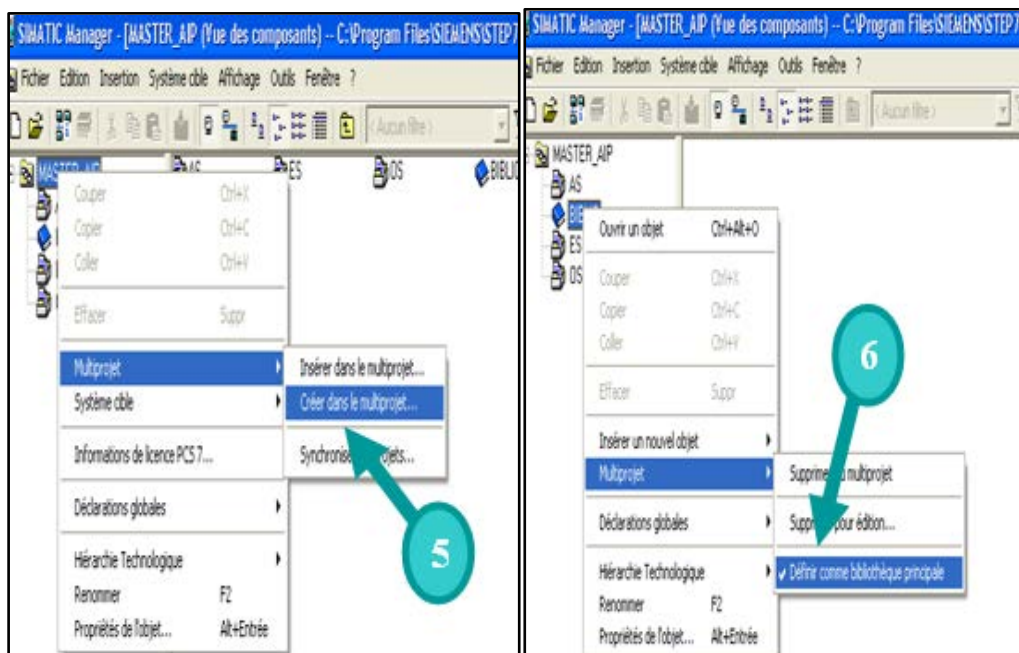 SIMATIC Manager - [MASTER_AIP (Vue des composants) -- C:\Program Files\SIEMENS\STEP7
Fichier Edition Insertion Système cible Affichage Outils Fenêtre ?
< Aucun filtre >
AS ES OS
Couper Ctrl+X
Copier Ctrl+C
Coller Ctrl+V
Effacer Suppr
Multiprojet
Système cible
Informations de licence PCS 7...
Déclarations globales
Hiérarchie Technologique
Renommer F2
Propriétés de l'objet... Alt+Entrée
Insérer dans le multiprojet...
Créer dans le multiprojet...
5
SIMATIC Manager - [MASTER_AIP (Vue des composants) -- C:\Program Files\SIEMENS\STEP7
Fichier Edition Insertion Système cible Affichage Outils Fenêtre ?
< Aucun filtre >
MASTER_AIP
AS
ES
OS
Ouvrir un objet Ctrl+Alt+O
Couper Ctrl+X
Copier Ctrl+C
Coller Ctrl+V
Effacer Suppr
Insérer un nouvel objet
Multiprojet
Déclarations globales
Hiérarchie Technologique
Renommer F2
Propriétés de l'objet... Alt+Entrée
6
multiprojet
pour édition...
Définir comme bibliothèque principale